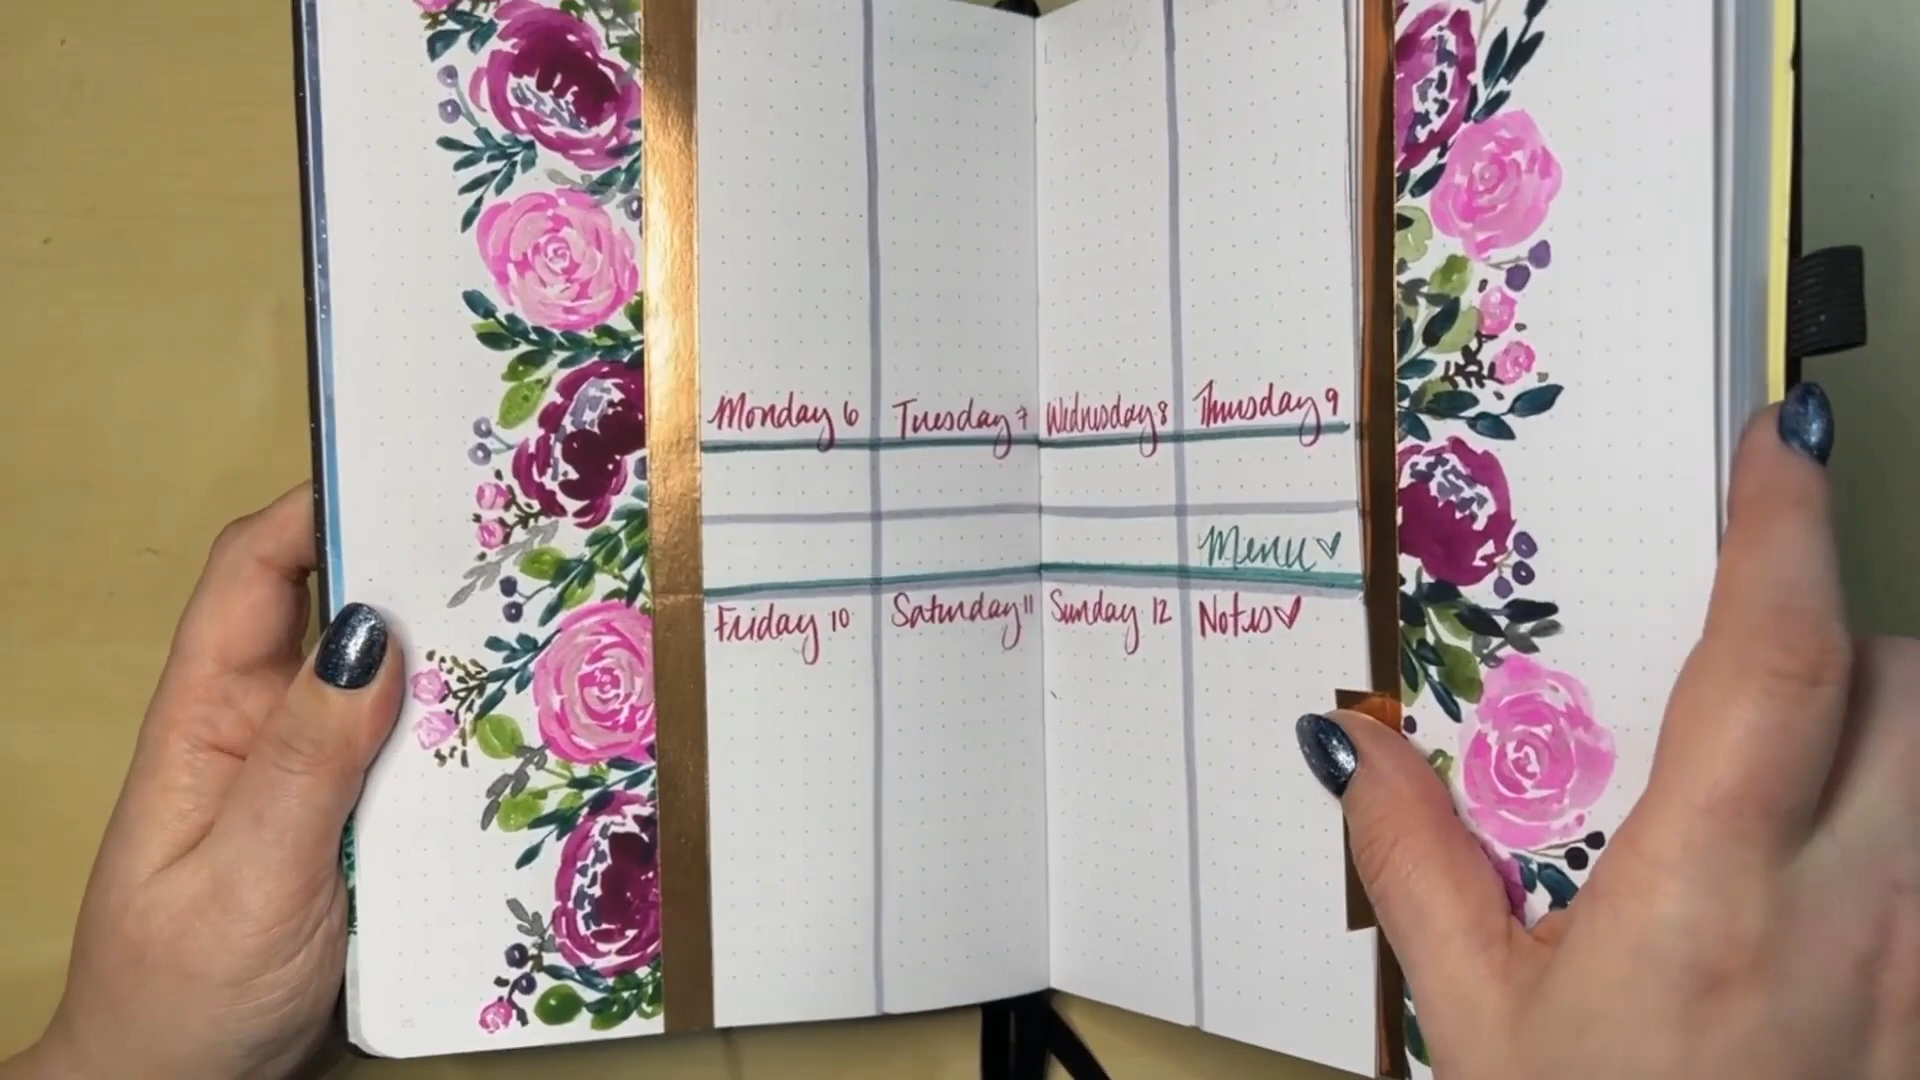 Monday 6
Tuesday 7
Wednesday 8
Thursday 9
Menu
Friday 10
Saturday 11
Sunday 12
Notes